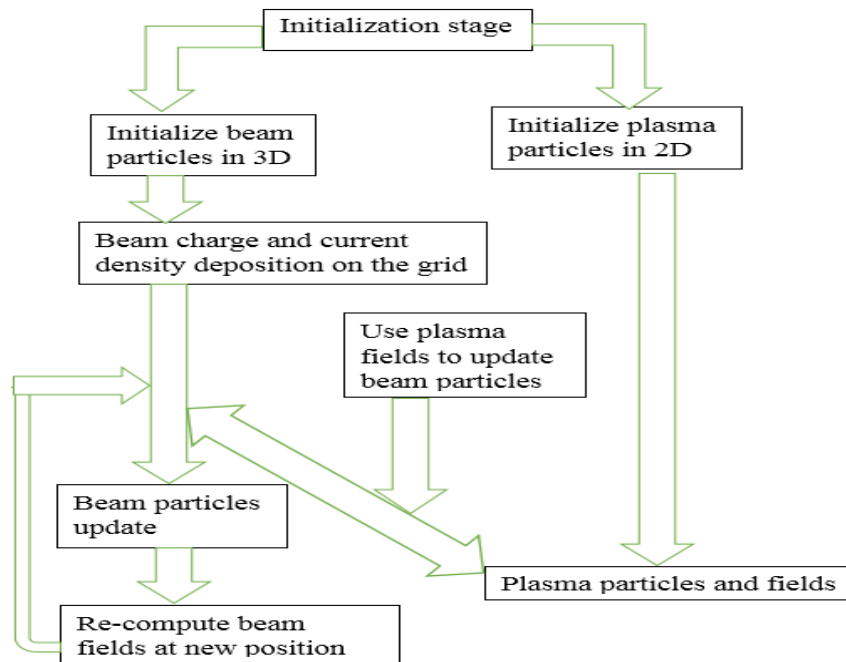 Initialization stage
Initialize beam
particles in 3D
Initialize plasma
particles in 2D
Beam charge and current
density deposition on the grid
Use plasma
fields to update
beam particles
Beam particles
update
Plasma particles and fields
Re-compute beam
fields at new position